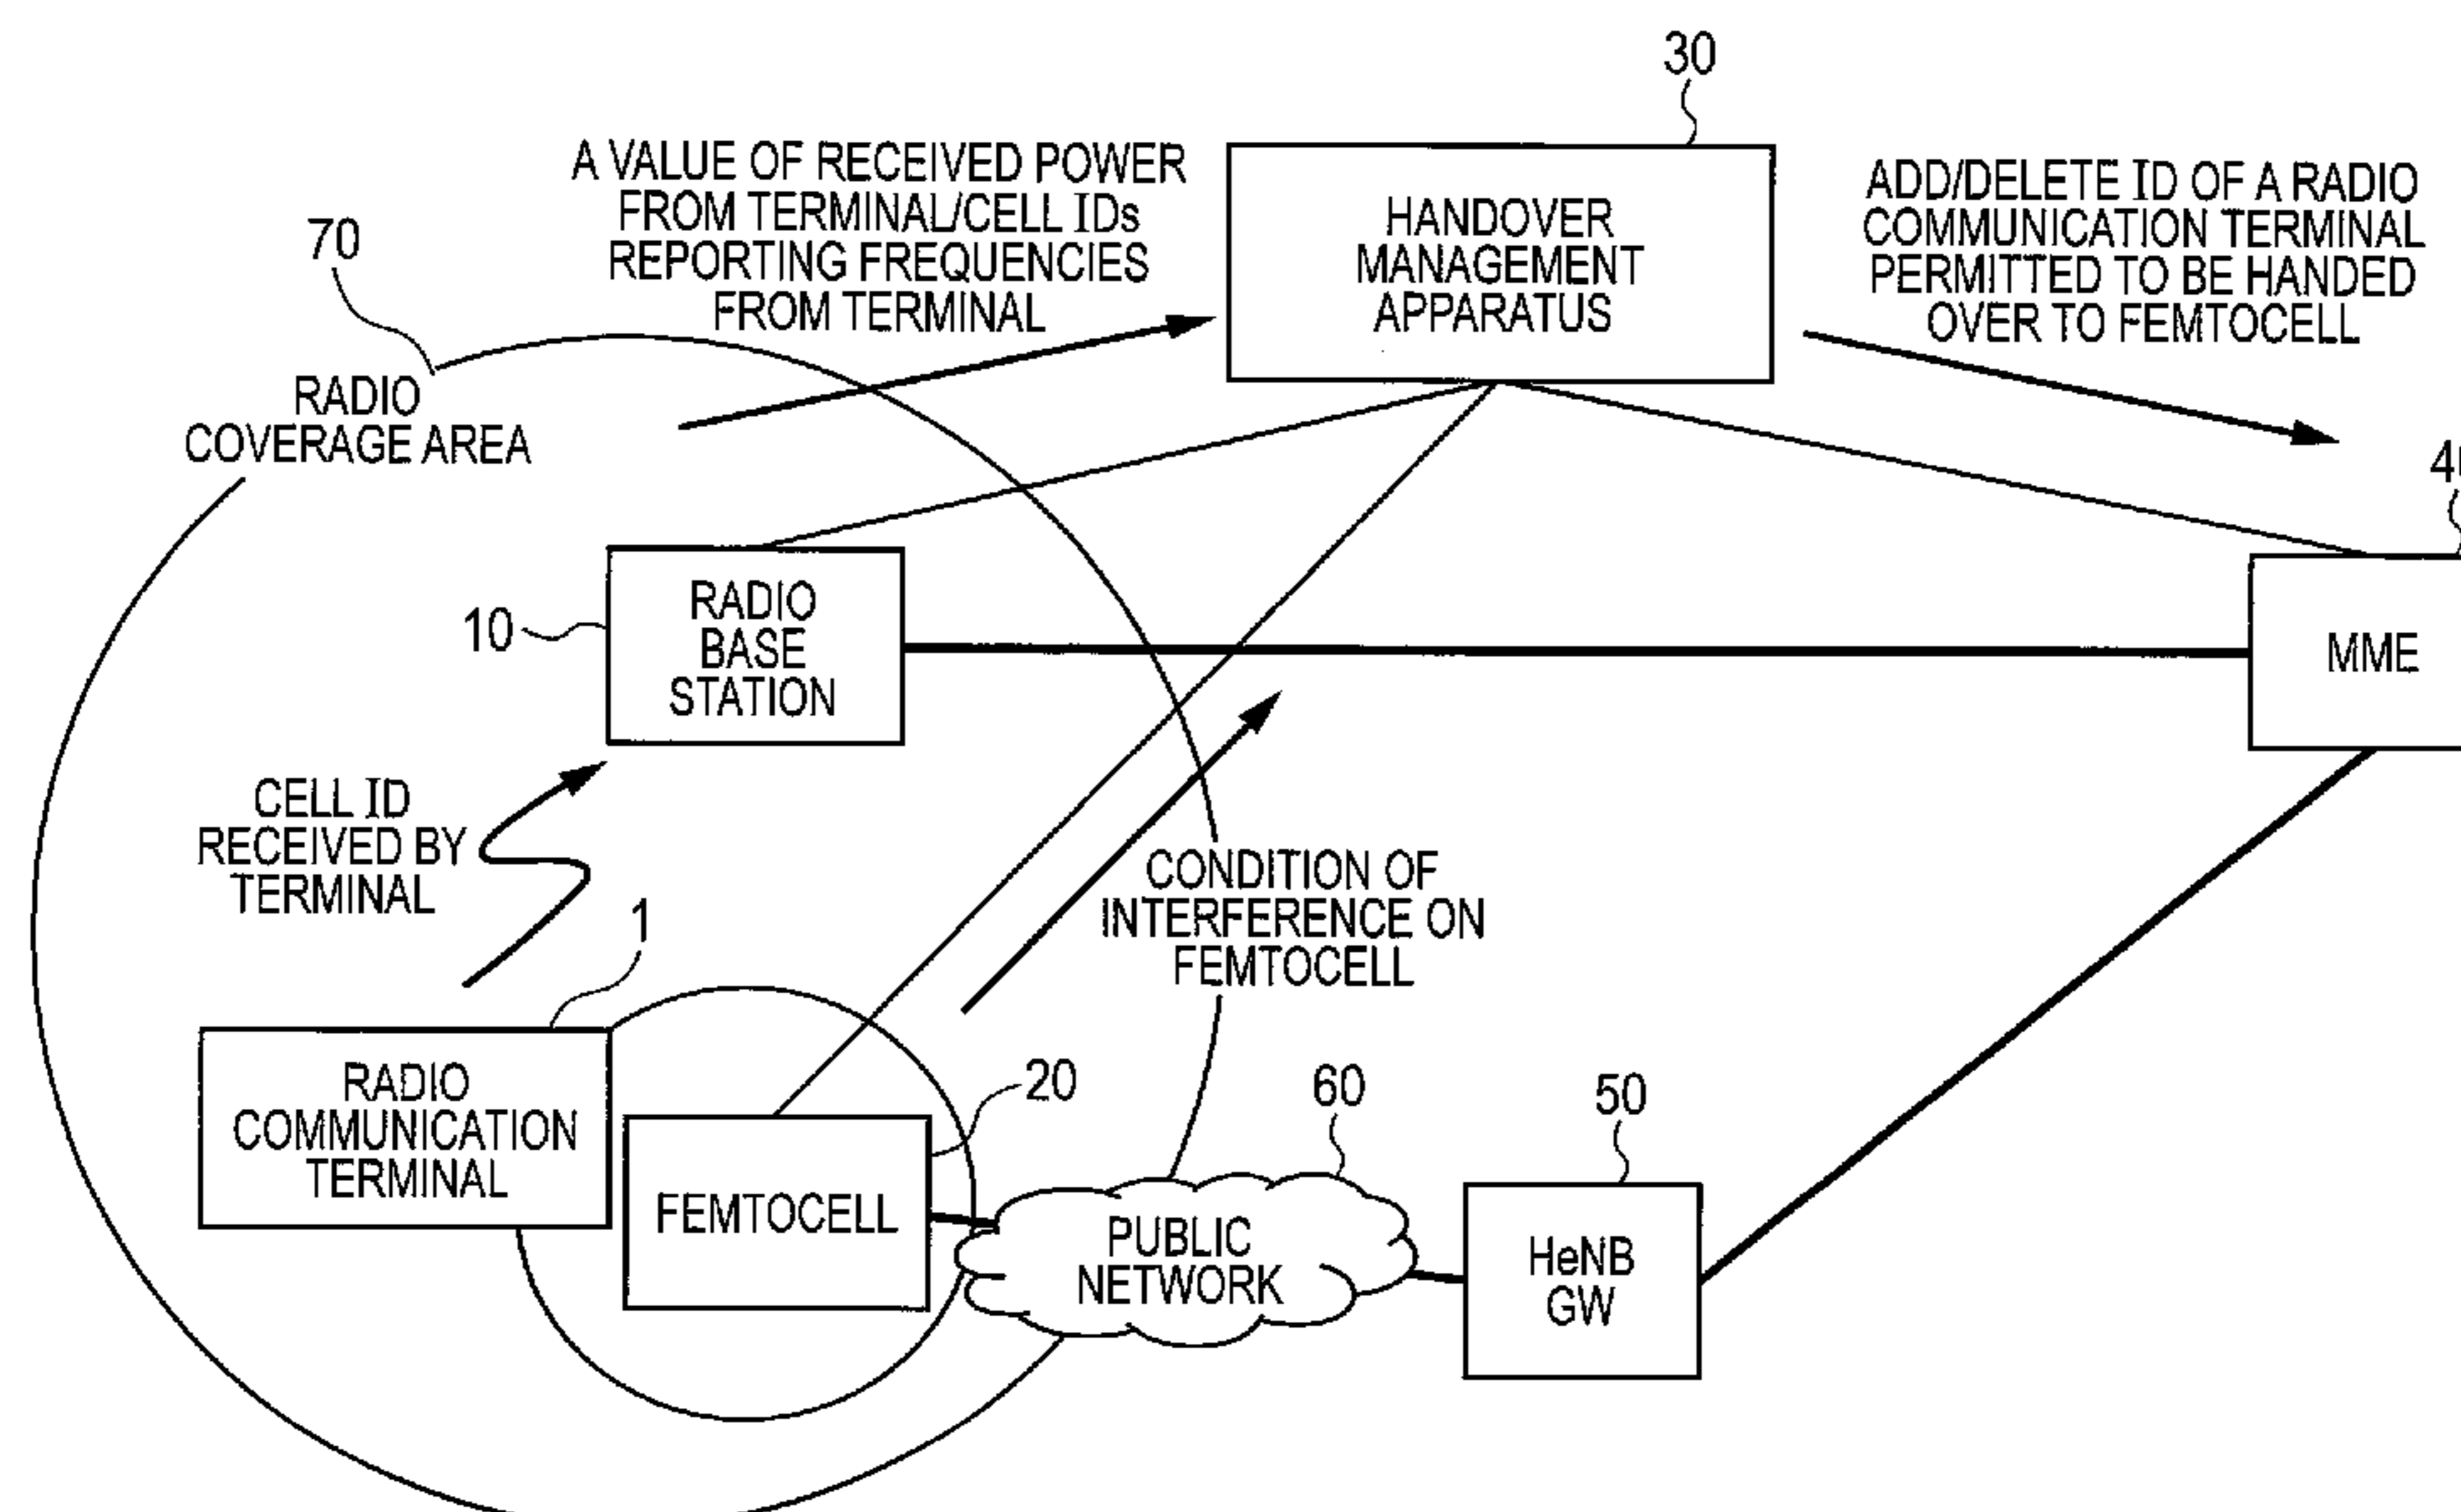 30
A VALUE OF RECEIVED POWER
FROM TERMINAL/CELL IDs
REPORTING FREQUENCIES
FROM TERMINAL
HANDOVER
MANAGEMENT
APPARATUS
ADD/DELETE ID OF A RADIO
COMMUNICATION TERMINAL
PERMITTED TO BE HANDED
OVER TO FEMTOCELL
70
RADIO
COVERAGE AREA
10
RADIO
BASE
STATION
MME
CELL ID
RECEIVED BY
TERMINAL
CONDITION OF
INTERFERENCE ON
FEMTOCELL
1
RADIO
COMMUNICATION
TERMINAL
20
FEMTOCELL
60
PUBLIC
NETWORK
50
HeNB
GW